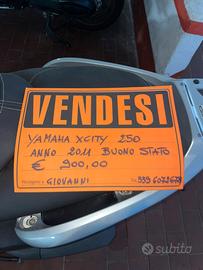 VENDESI
YAMAHA XCITY 250
ANNO 2011 BUONO STATO
€ 900,00
GIOVANNI
subito